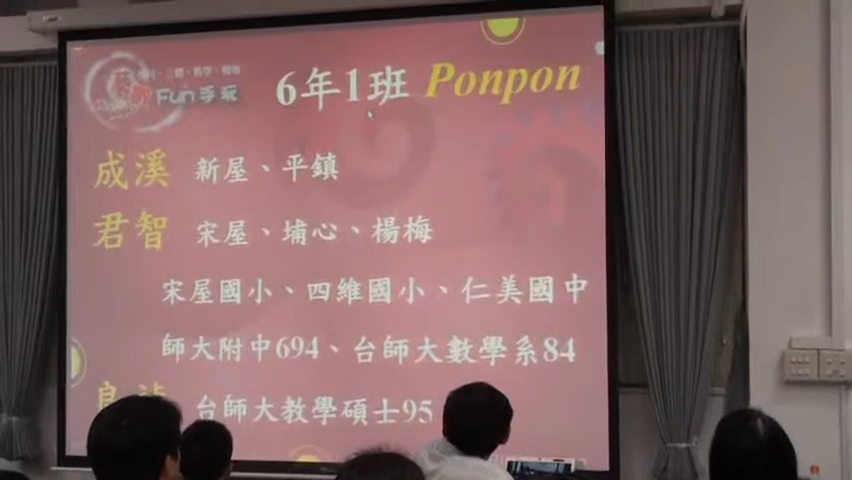 Fun手玩
6年1班 Ponpon
成溪 新屋、平鎮
君智 宋屋、埔心、楊梅
宋屋國小、四維國小、仁美國中
師大附中694、台師大數學系84
台師大教學碩士95